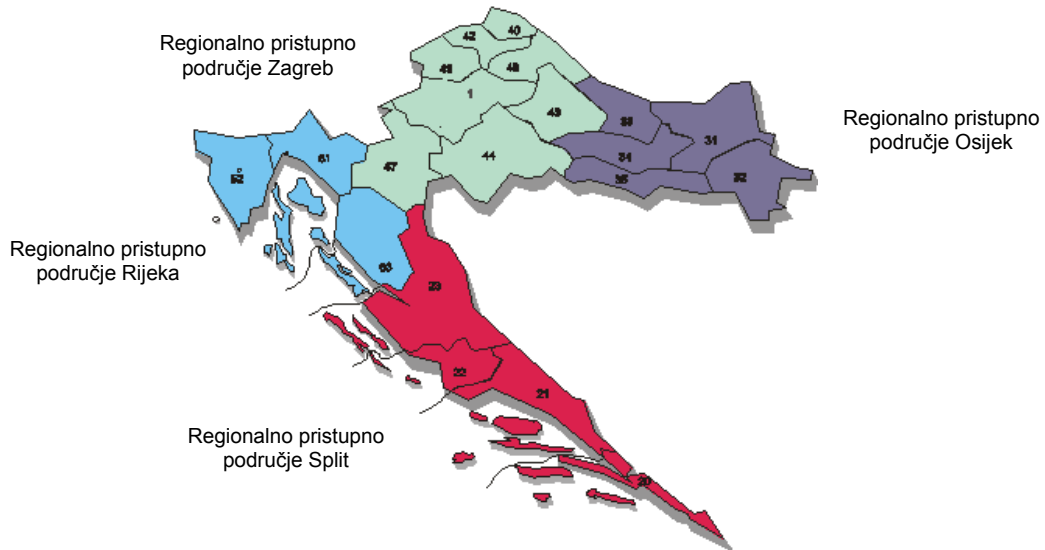 Regionalno pristupno
područje Zagreb
42
40
49
48
1
43
33
31
Regionalno pristupno
područje Osijek
44
34
32
35
47
51
52
Regionalno pristupno
područje Rijeka
53
23
22
21
Regionalno pristupno
područje Split
20